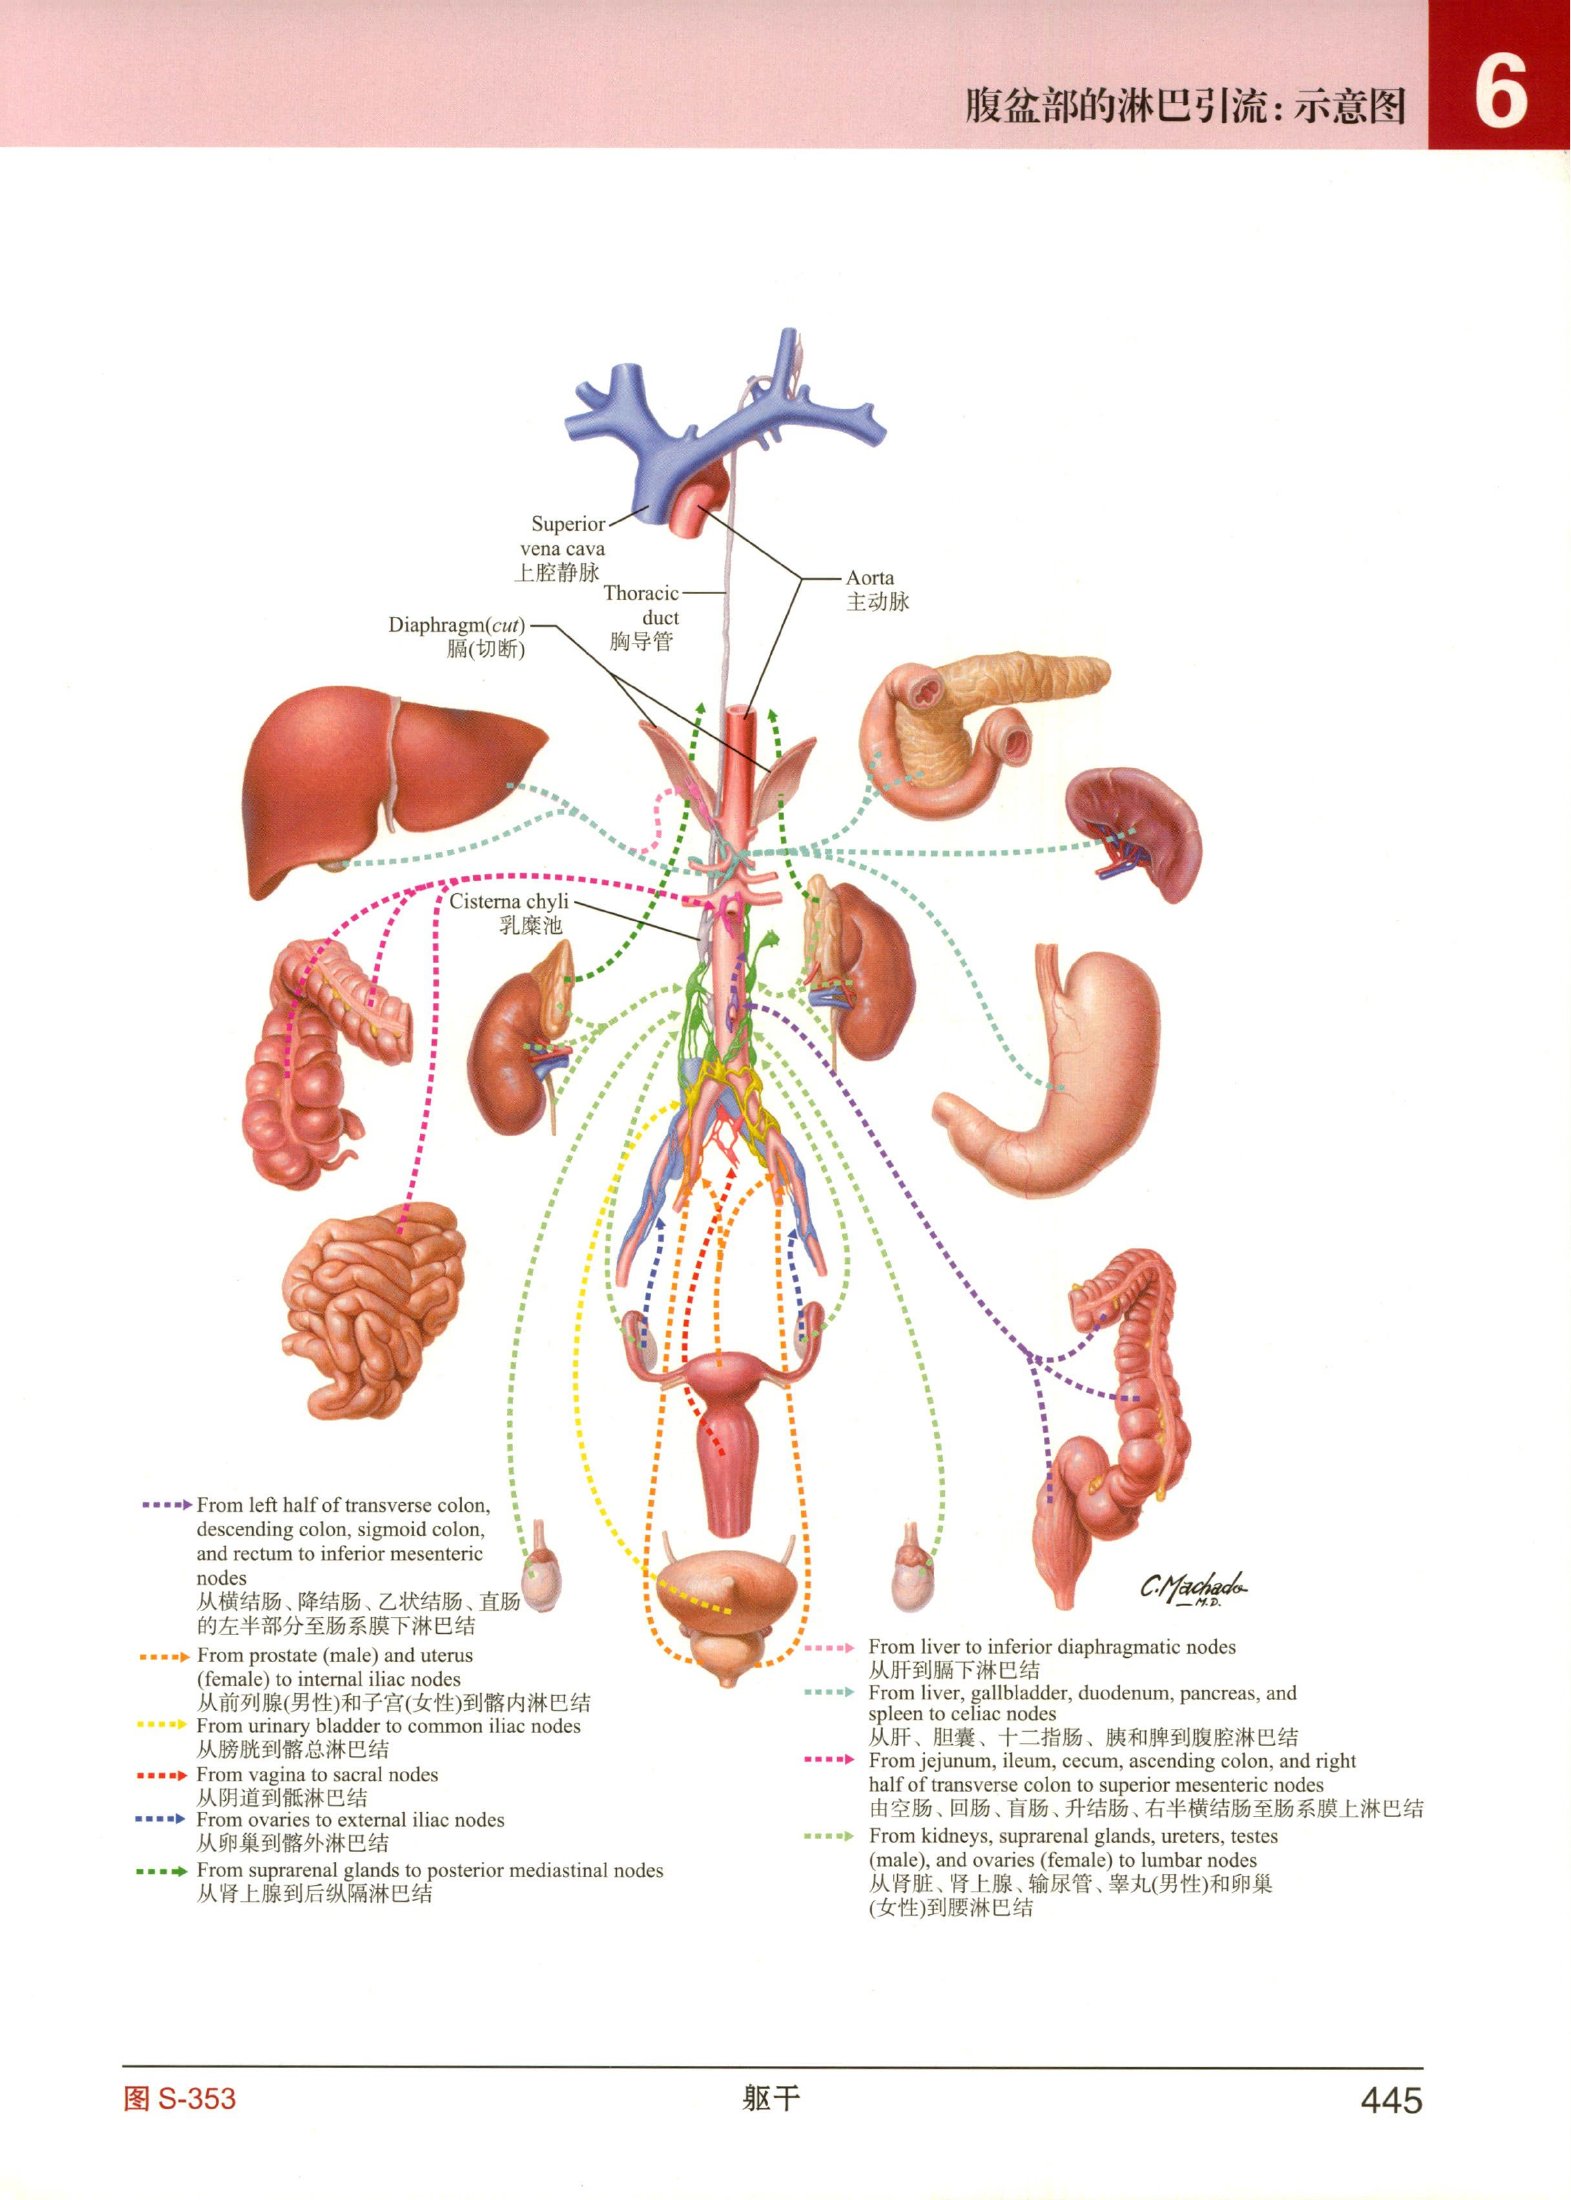 腹盆部的淋巴引流：示意图
6
Superior
vena cava
上腔静脉
Thoracic
duct
胸导管
Aorta
主动脉
Diaphragm(cut)
膈(切断)
Cisterna chyli
乳糜池
From left half of transverse colon,
descending colon, sigmoid colon,
and rectum to inferior mesenteric
nodes
从横结肠、降结肠、乙状结肠、直肠
的左半部分至肠系膜下淋巴结
From prostate (male) and uterus
(female) to internal iliac nodes
从前列腺(男性)和子宫(女性)到髂内淋巴结
From urinary bladder to common iliac nodes
从膀胱到髂总淋巴结
From vagina to sacral nodes
从阴道到骶淋巴结
From ovaries to external iliac nodes
从卵巢到髂外淋巴结
From suprarenal glands to posterior mediastinal nodes
从肾上腺到后纵隔淋巴结
C.Machado
M.D.
From liver to inferior diaphragmatic nodes
从肝到膈下淋巴结
From liver, gallbladder, duodenum, pancreas, and
spleen to celiac nodes
从肝、胆囊、十二指肠、胰和脾到腹腔淋巴结
From jejunum, ileum, cecum, ascending colon, and right
half of transverse colon to superior mesenteric nodes
由空肠、回肠、盲肠、升结肠、右半横结肠至肠系膜上淋巴结
From kidneys, suprarenal glands, ureters, testes
(male), and ovaries (female) to lumbar nodes
从肾脏、肾上腺、输尿管、睾丸(男性)和卵巢
(女性)到腰淋巴结
图 S-353
躯干
445